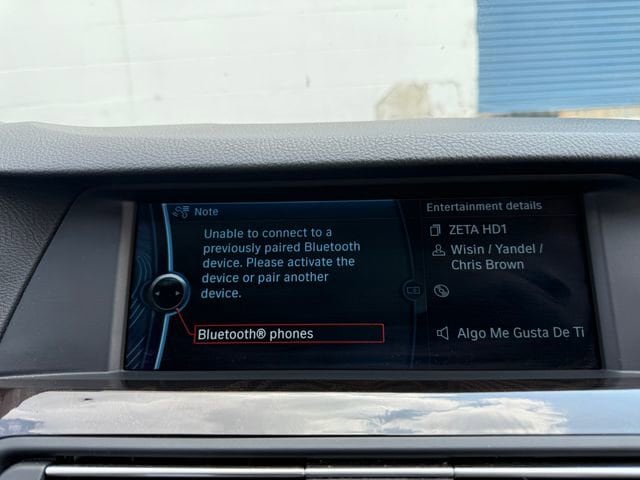 Note
Unable to connect to a
previously paired Bluetooth
device. Please activate the
device or pair another
device.
Bluetooth® phones
Entertainment details
ZETA HD1
Wisin / Yandel /
Chris Brown
Algo Me Gusta De Ti